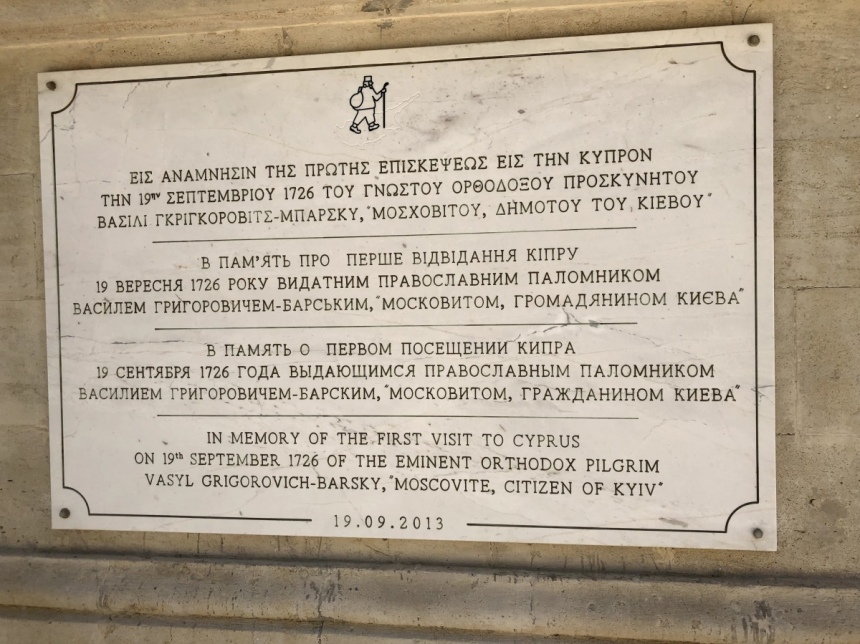 ΕΙΣ ΑΝΑΜΝΗΣΙΝ ΤΗΣ ΠΡΩΤΗΣ ΕΠΙΣΚΕΨΕΩΣ ΕΙΣ ΤΗΝ ΚΥΠΡΟΝ
ΤΗΝ 19ην ΣΕΠΤΕΜΒΡΙΟΥ 1726 ΤΟΥ ΓΝΩΣΤΟΥ ΟΡΘΟΔΟΞΟΥ ΠΡΟΣΚΥΝΗΤΟΥ
ΒΑΣΙΛΙ ΓΚΡΙΓΚΟΡΟΒΙΤΣ-ΜΠΑΡΣΚΥ, "ΜΟΣΧΟΒΙΤΟΥ, ΔΗΜΟΤΟΥ ΤΟΥ ΚΙΕΒΟΥ"
В ПАМ'ЯТЬ ПРО ПЕРШЕ ВІДВІДАННЯ КІПРУ
19 ВЕРЕСНЯ 1726 РОКУ ВИДАТНИМ ПРАВОСЛАВНИМ ПАЛОМНИКОМ
ВАСИЛЕМ ГРИГОРОВИЧЕМ-БАРСЬКИМ, "МОСКОВИТОМ, ГРОМАДЯНИНОМ КИЄВА"
В ПАМЯТЬ О ПЕРВОМ ПОСЕЩЕНИИ КИПРА
19 СЕНТЯБРЯ 1726 ГОДА ВЫДАЮЩИМСЯ ПРАВОСЛАВНЫМ ПАЛОМНИКОМ
ВАСИЛИЕМ ГРИГОРОВИЧЕМ-БАРСКИМ, "МОСКОВИТОМ, ГРАЖДАНИНОМ КИЕВА"
IN MEMORY OF THE FIRST VISIT TO CYPRUS
ON 19th SEPTEMBER 1726 OF THE EMINENT ORTHODOX PILGRIM
VASYL GRIGOROVICH-BARSKY, "MOSCOVITE, CITIZEN OF KYIV"
19.09.2013